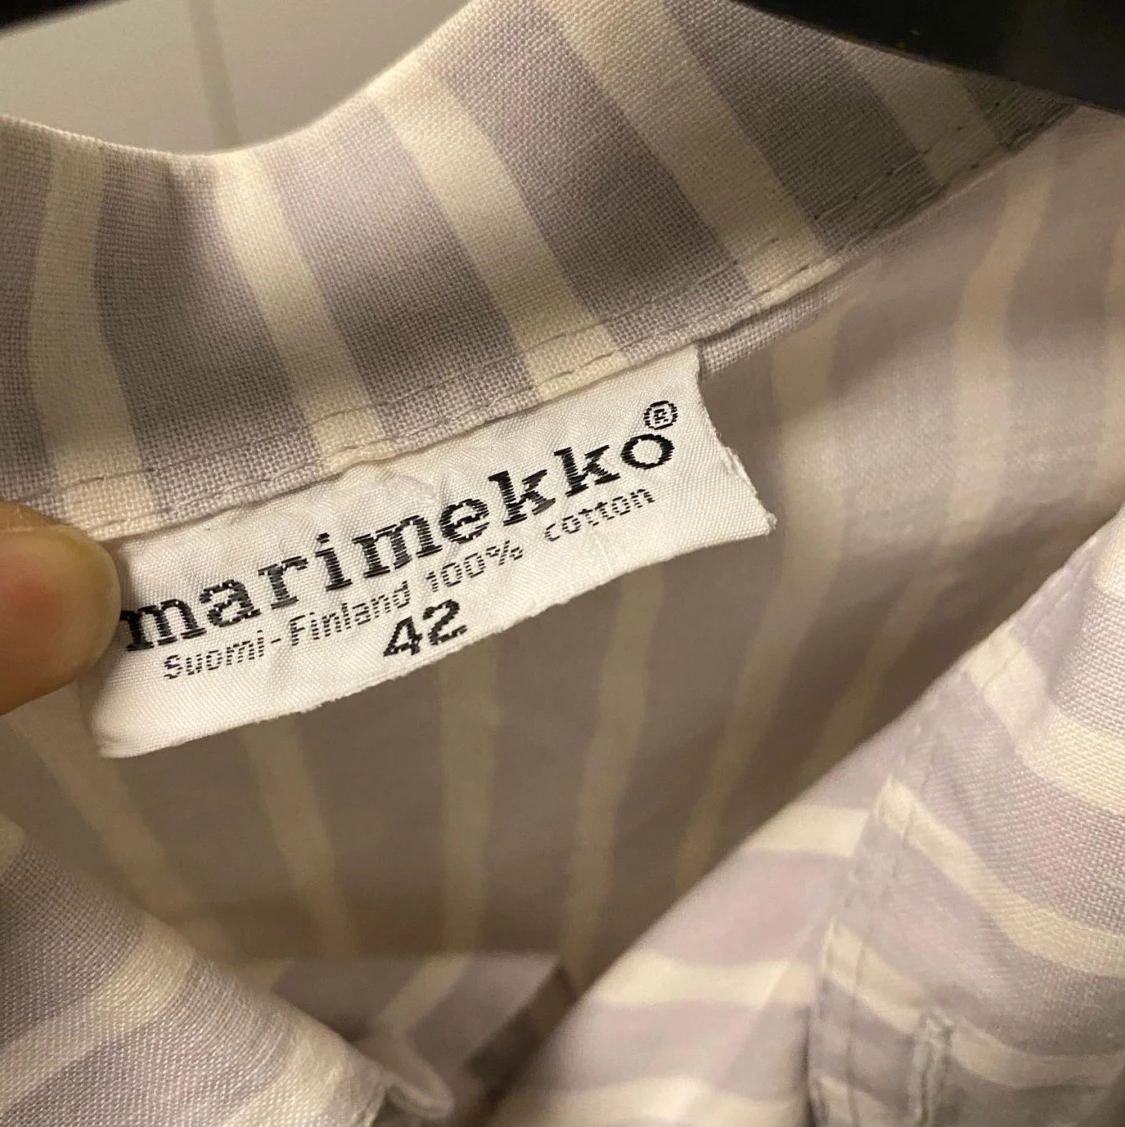 marimekko®
Suomi-Finland 100% cotton
42